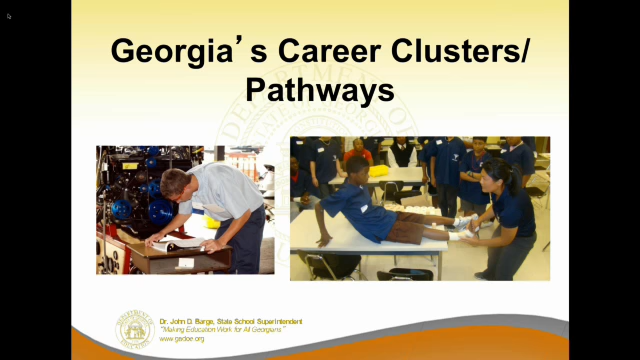 Georgia’s Career Clusters/
Pathways
Dr. John D. Barge, State School Superintendent
“Making Education Work for All Georgians”
www.gadoe.org